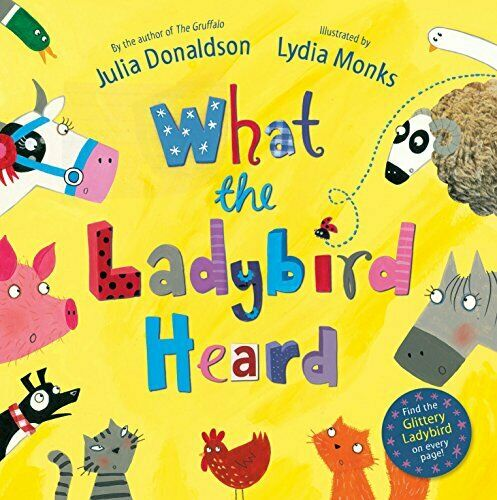 By the author of The Gruffalo
Julia Donaldson
Illustrated by
Lydia Monks
What
the
Ladybird
Heard
Find the
Glittery
Ladybird
on every
page!